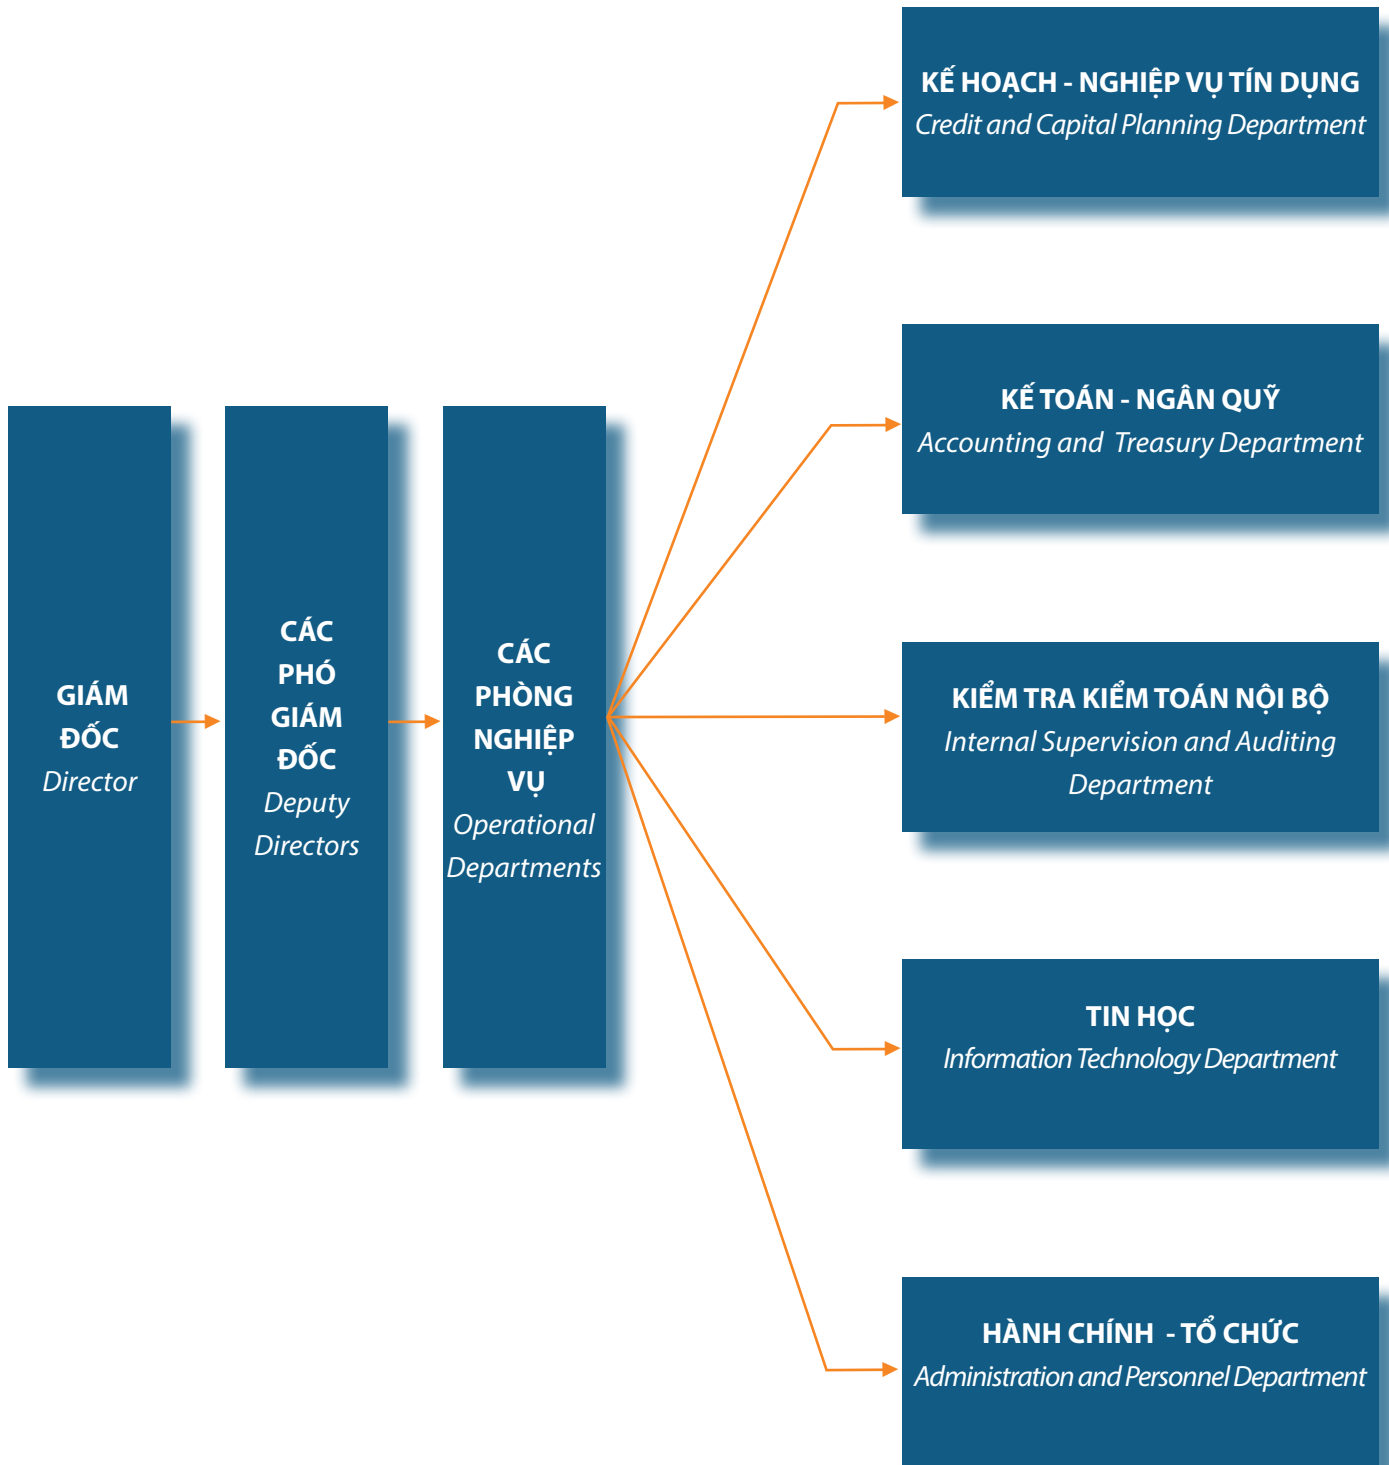 GIÁM
ĐỐC
Director
CÁC
PHÓ
GIÁM
ĐỐC
Deputy
Directors
CÁC
PHÒNG
NGHIỆP
VỤ
Operational
Departments
KẾ HOẠCH - NGHIỆP VỤ TÍN DỤNG
Credit and Capital Planning Department
KẾ TOÁN - NGÂN QUỸ
Accounting and Treasury Department
KIỂM TRA KIỂM TOÁN NỘI BỘ
Internal Supervision and Auditing
Department
TIN HỌC
Information Technology Department
HÀNH CHÍNH - TỔ CHỨC
Administration and Personnel Department